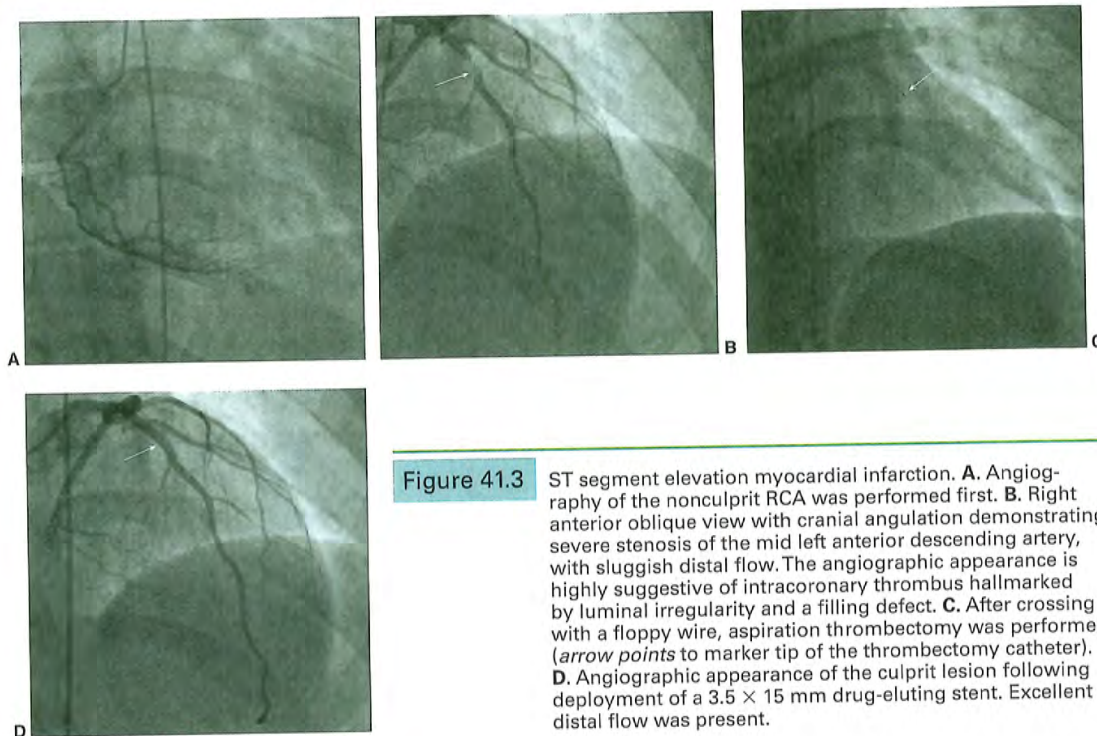 A
B
C
D
Figure 41.3
ST segment elevation myocardial infarction. A. Angiog-
raphy of the nonculprit RCA was performed first. B. Right
anterior oblique view with cranial angulation demonstrating
severe stenosis of the mid left anterior descending artery,
with sluggish distal flow. The angiographic appearance is
highly suggestive of intracoronary thrombus hallmarked
by luminal irregularity and a filling defect. C. After crossing
with a floppy wire, aspiration thrombectomy was performe
(arrow points to marker tip of the thrombectomy catheter).
D. Angiographic appearance of the culprit lesion following
deployment of a 3.5 × 15 mm drug-eluting stent. Excellent
distal flow was present.